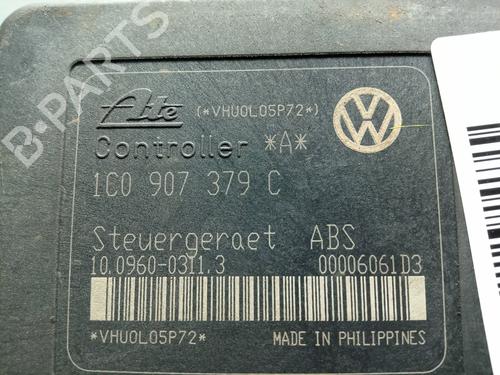 B-PARTS
Ate (*VHU0L05P72*)
Controller *A*
1C0 907 379 C
Steuergeraet ABS
10.0960-0311.3 00006061D3
*VHU0L05P72* MADE IN PHILIPPINES